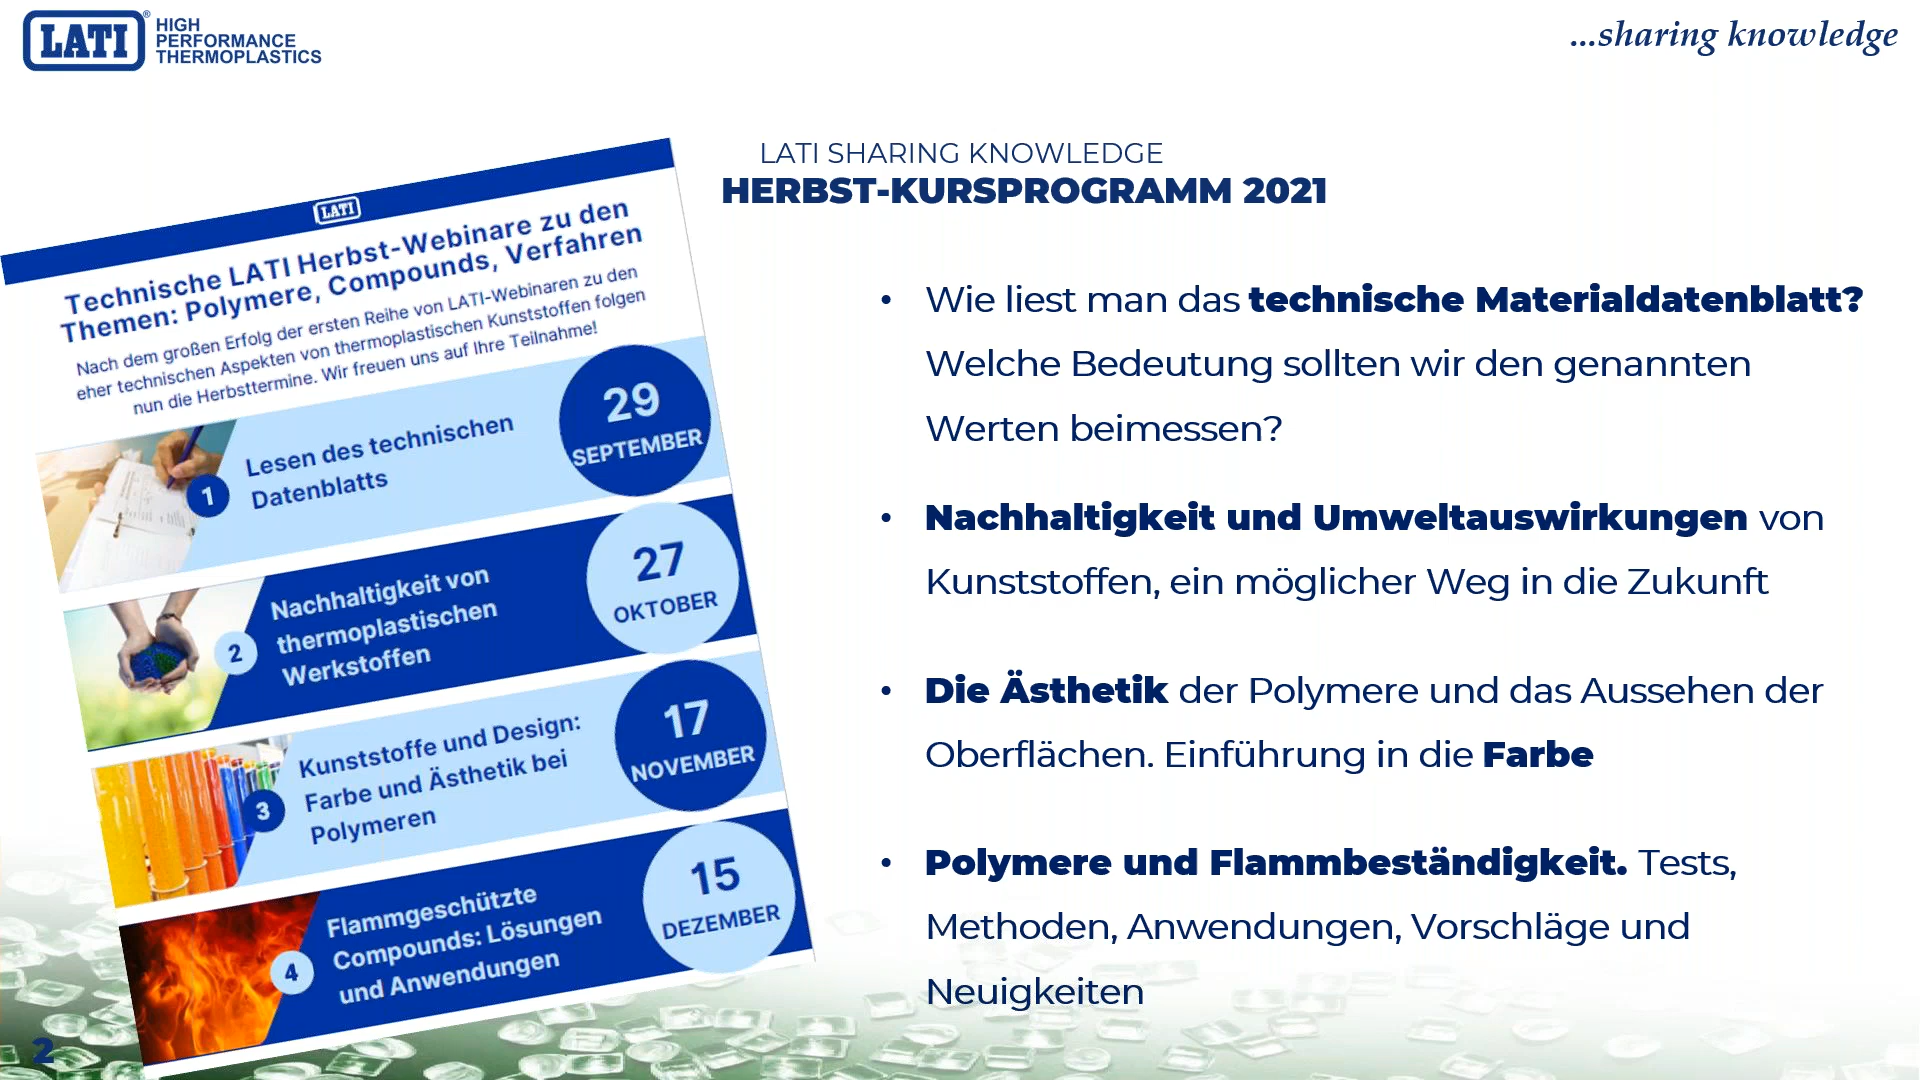 LATI®
HIGH
PERFORMANCE
THERMOPLASTICS
...sharing knowledge
LATI SHARING KNOWLEDGE
HERBST-KURSPROGRAMM 2021
LATI
Technische LATI Herbst-Webinare zu den
Themen: Polymere, Compounds, Verfahren
Nach dem großen Erfolg der ersten Reihe von LATI-Webinaren zu den
eher technischen Aspekten von thermoplastischen Kunststoffen folgen
nun die Herbsttermine. Wir freuen uns auf Ihre Teilnahme!
1
Lesen des technischen
Datenblatts
29
SEPTEMBER
2
Nachhaltigkeit von
thermoplastischen
Werkstoffen
27
OKTOBER
3
Kunststoffe und Design:
Farbe und Ästhetik bei
Polymeren
17
NOVEMBER
4
Flammgeschützte
Compounds: Lösungen
und Anwendungen
15
DEZEMBER
• Wie liest man das technische Materialdatenblatt?
Welche Bedeutung sollten wir den genannten
Werten beimessen?
• Nachhaltigkeit und Umweltauswirkungen von
Kunststoffen, ein möglicher Weg in die Zukunft
• Die Ästhetik der Polymere und das Aussehen der
Oberflächen. Einführung in die Farbe
• Polymere und Flammbeständigkeit. Tests,
Methoden, Anwendungen, Vorschläge und
Neuigkeiten
2